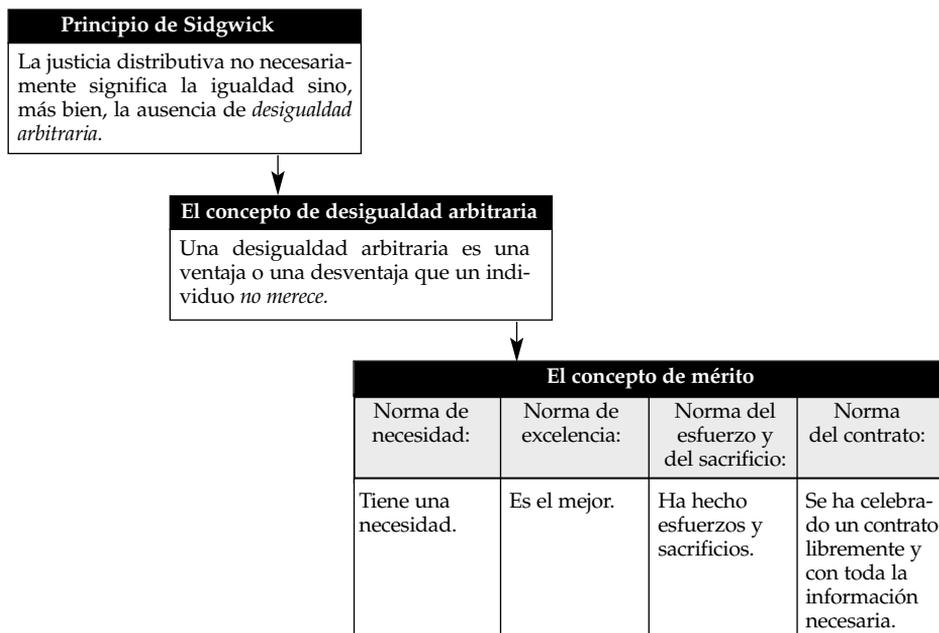 Principio de Sidgwick
La justicia distributiva no necesaria-
mente significa la igualdad sino,
más bien, la ausencia de desigualdad
arbitraria.
El concepto de desigualdad arbitraria
Una desigualdad arbitraria es una
ventaja o una desventaja que un indi-
viduo no merece.
El concepto de mérito
Norma de
necesidad:
Norma de
excelencia:
Norma del
esfuerzo y
del sacrificio:
Norma
del contrato:
Tiene una
necesidad.
Es el mejor.
Ha hecho
esfuerzos y
sacrificios.
Se ha celebra-
do un contrato
libremente y
con toda la
información
necesaria.